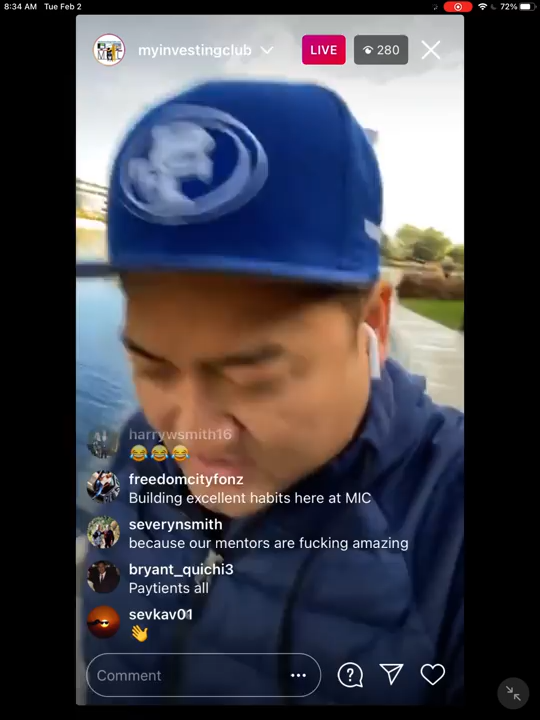 8:34 AM Tue Feb 2
72%
myinvestingclub
LIVE
280
harrywsmith16
😂😂😂
freedomcityfonz
Building excellent habits here at MIC
severynsmith
because our mentors are fucking amazing
bryant_quichi3
Paytients all
sevkav01
👋
Comment